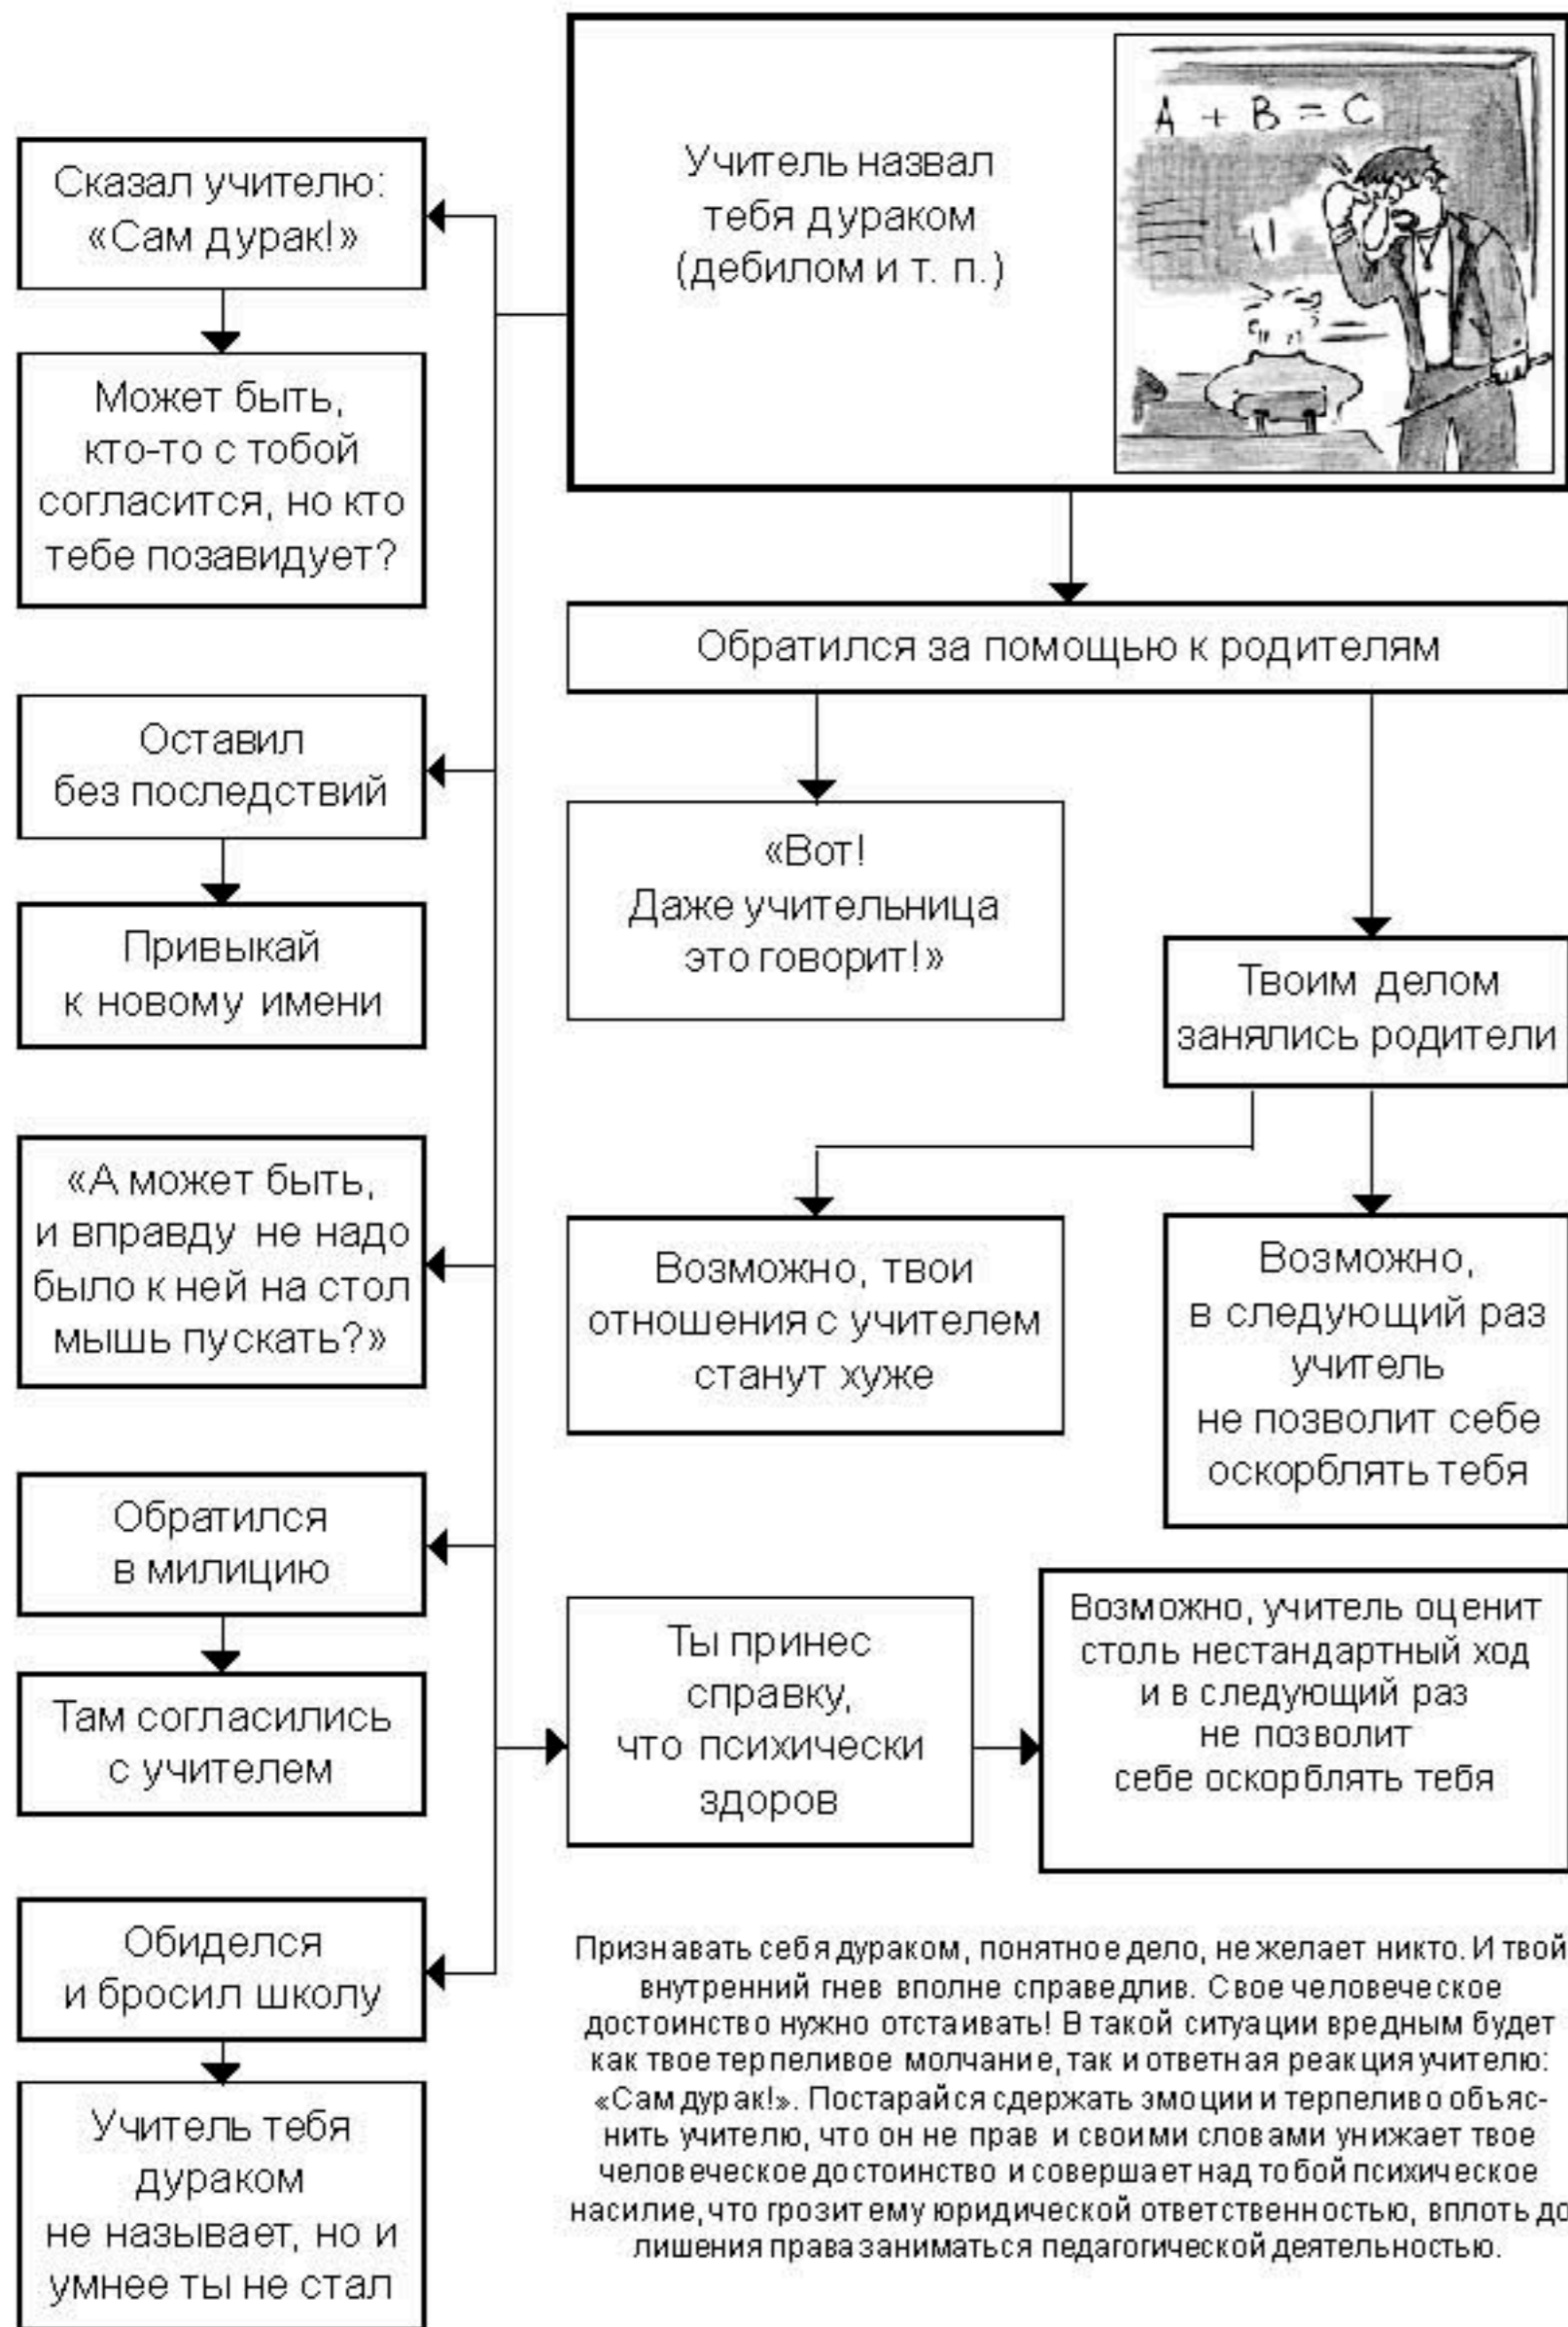 Учитель назвал
тебя дураком
(дебилом и т. п.)
A + B = C
Сказал учителю:
«Сам дурак!»
Может быть,
кто-то с тобой
согласится, но кто
тебе позавидует?
Оставил
без последствий
Привыкай
к новому имени
«А может быть,
и вправду не надо
было к ней на стол
мышь пускать?»
Обратился
в милицию
Там согласились
с учителем
Обиделся
и бросил школу
Учитель тебя
дураком
не называет, но и
умнее ты не стал
Обратился за помощью к родителям
«Вот!
Даже учительница
это говорит!»
Твоим делом
занялись родители
Возможно, твои
отношения с учителем
станут хуже
Возможно,
в следующий раз
учитель
не позволит себе
оскорблять тебя
Ты принес
справку,
что психически
здоров
Возможно, учитель оценит
столь нестандартный ход
и в следующий раз
не позволит
себе оскорблять тебя
Признавать себя дураком, понятное дело, не желает никто. И твой
внутренний гнев вполне справедлив. Свое человеческое
достоинство нужно отстаивать! В такой ситуации вредным будет
как твое терпеливое молчание, так и ответная реакция учителю:
«Сам дурак!». Постарайся сдержать эмоции и терпеливо объяс-
нить учителю, что он не прав и своими словами унижает твое
человеческое достоинство и совершает над тобой психическое
насилие, что грозит ему юридической ответственностью, вплоть до
лишения права заниматься педагогической деятельностью.